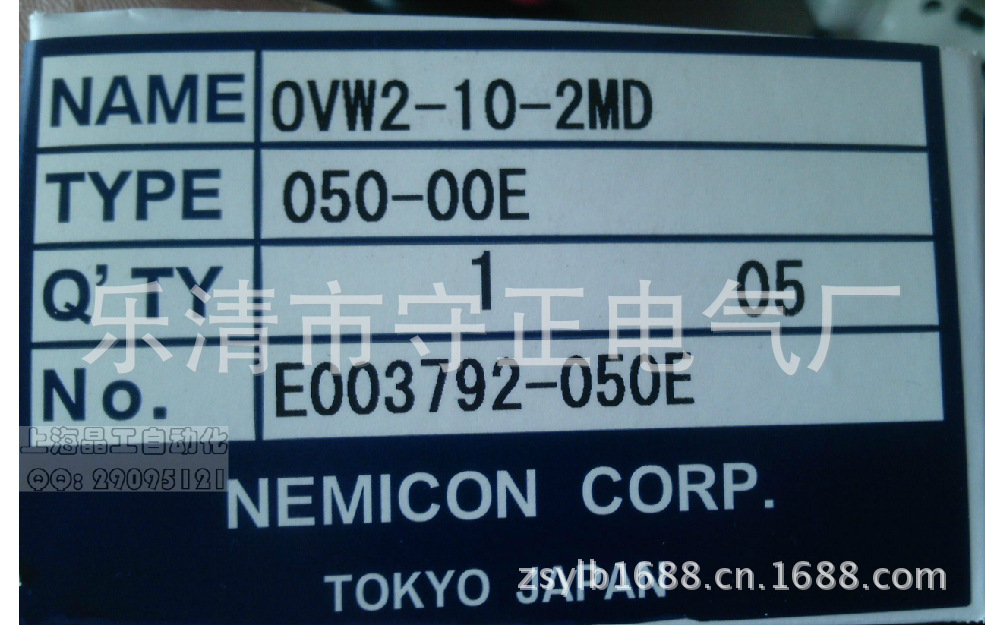 NAME OVW2-10-2MD
TYPE 050-00E
Q'TY 1 05
乐清市守正电气厂
No. E003792-050E
上海晶工自动化
QQ: 29095121
NEMICON CORP.
TOKYO JAPAN
zsylb1688.cn.1688.com